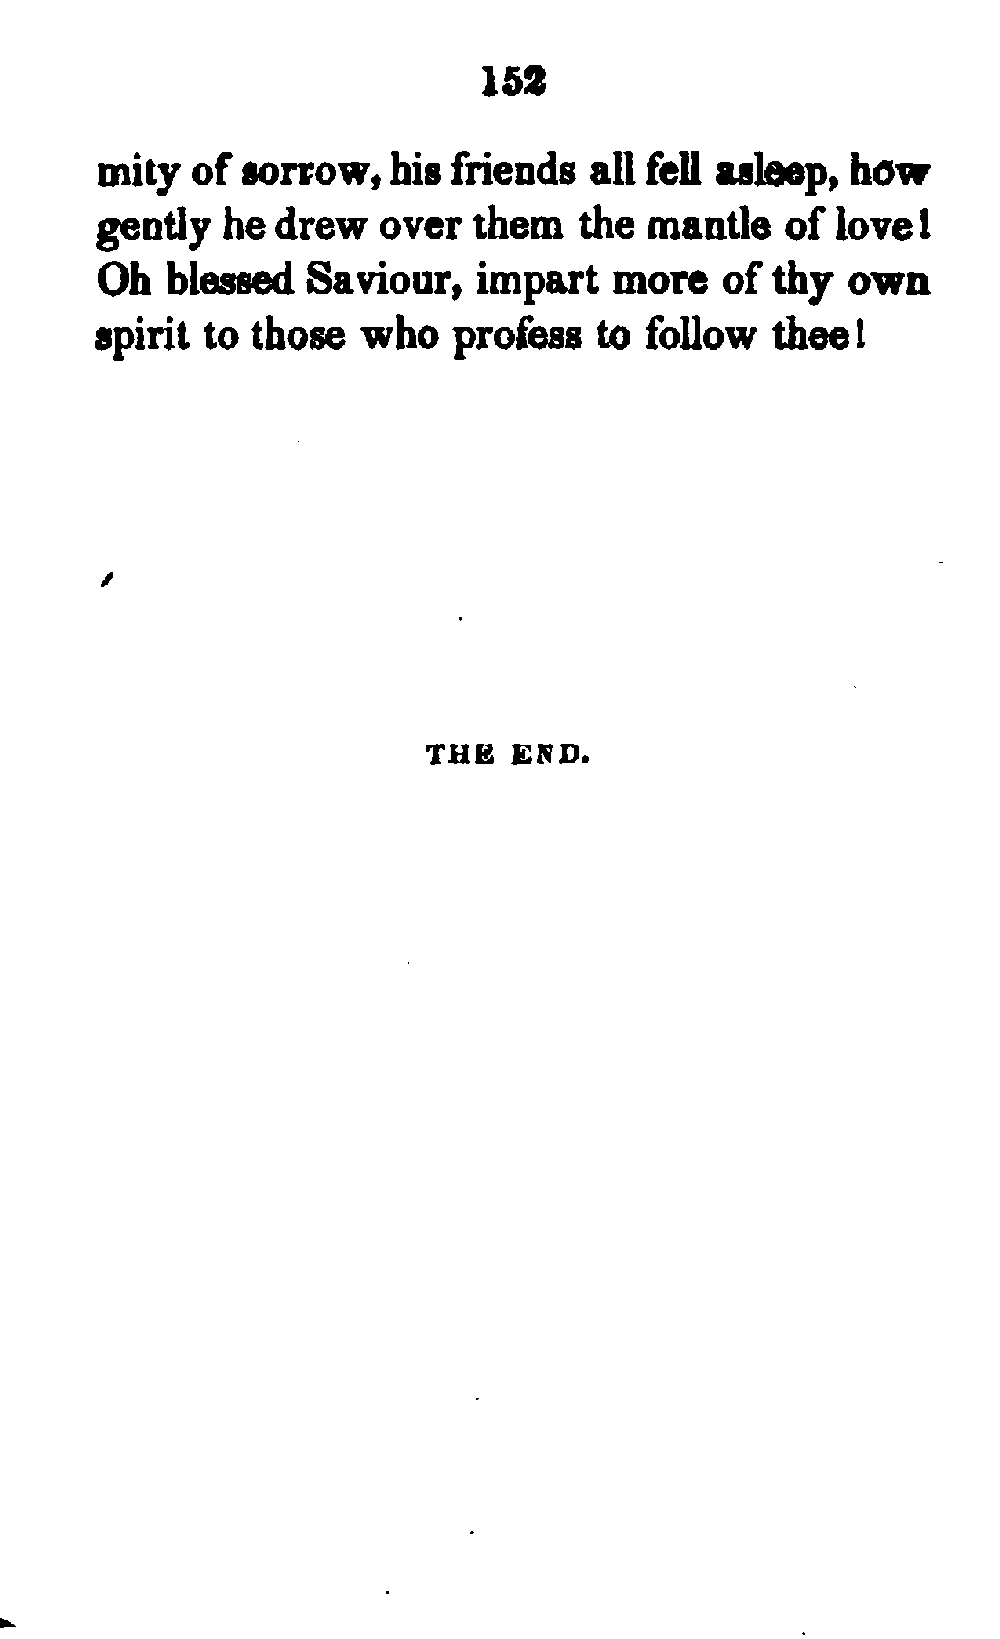 152
mity of sorrow, his friends all fell asleep, how
gently he drew over them the mantle of love!
Oh blessed Saviour, impart more of thy own
spirit to those who profess to follow thee!
THE END.